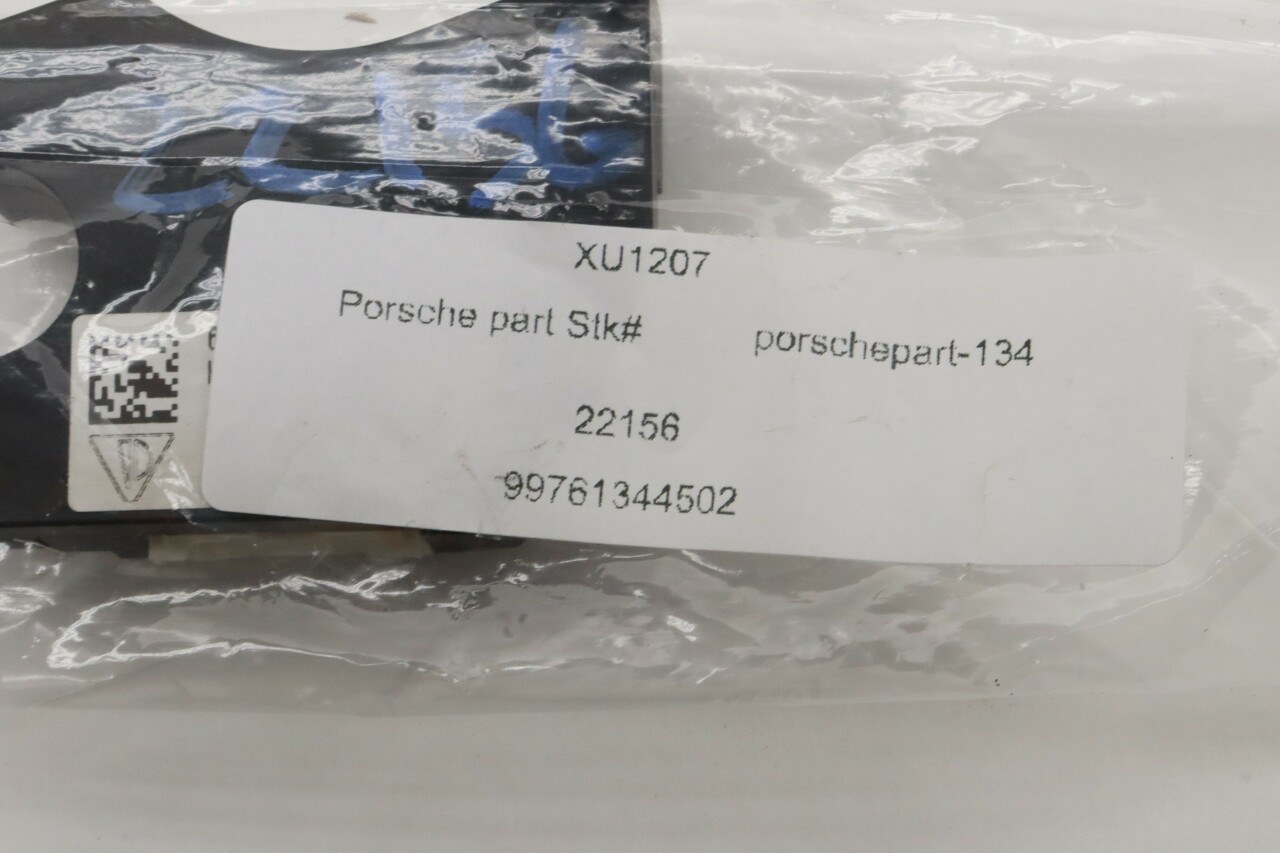 XU1207
Porsche part Stk# porschepart-134
22156
99761344502
D